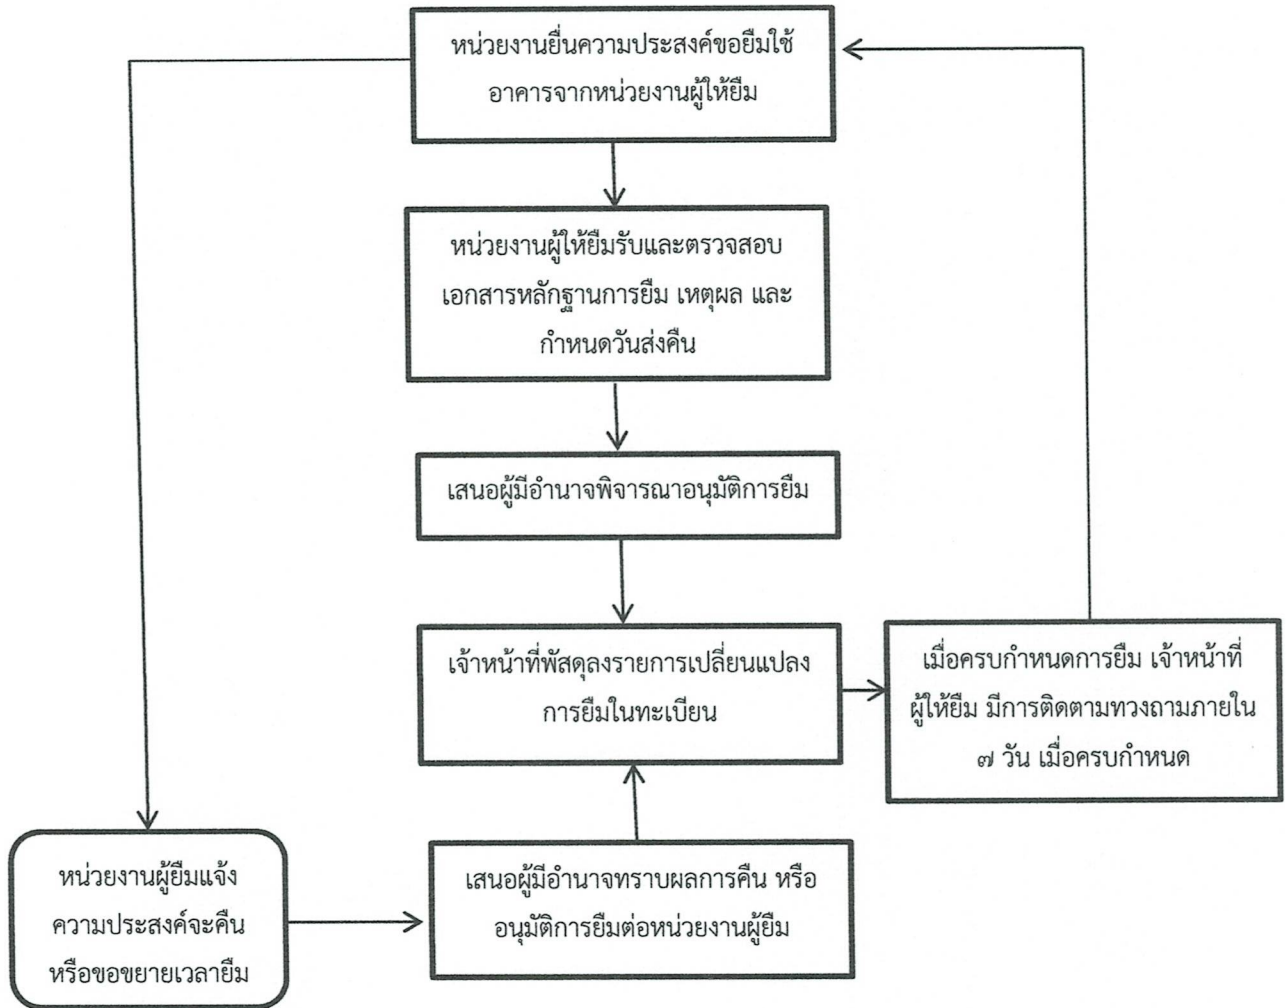 หน่วยงานยื่นความประสงค์ขอยืมใช้
อาคารจากหน่วยงานผู้ให้ยืม
หน่วยงานผู้ให้ยืมรับและตรวจสอบ
เอกสารหลักฐานการยืม เหตุผล และ
กำหนดวันส่งคืน
เสนอผู้มีอำนาจพิจารณาอนุมัติการยืม
เจ้าหน้าที่พัสดุลงรายการเปลี่ยนแปลง
การยืมในทะเบียน
เมื่อครบกำหนดการยืม เจ้าหน้าที่
ผู้ให้ยืม มีการติดตามทวงถามภายใน
๗ วัน เมื่อครบกำหนด
หน่วยงานผู้ยืมแจ้ง
ความประสงค์จะคืน
หรือขอขยายเวลายืม
เสนอผู้มีอำนาจทราบผลการคืน หรือ
อนุมัติการยืมต่อหน่วยงานผู้ยืม